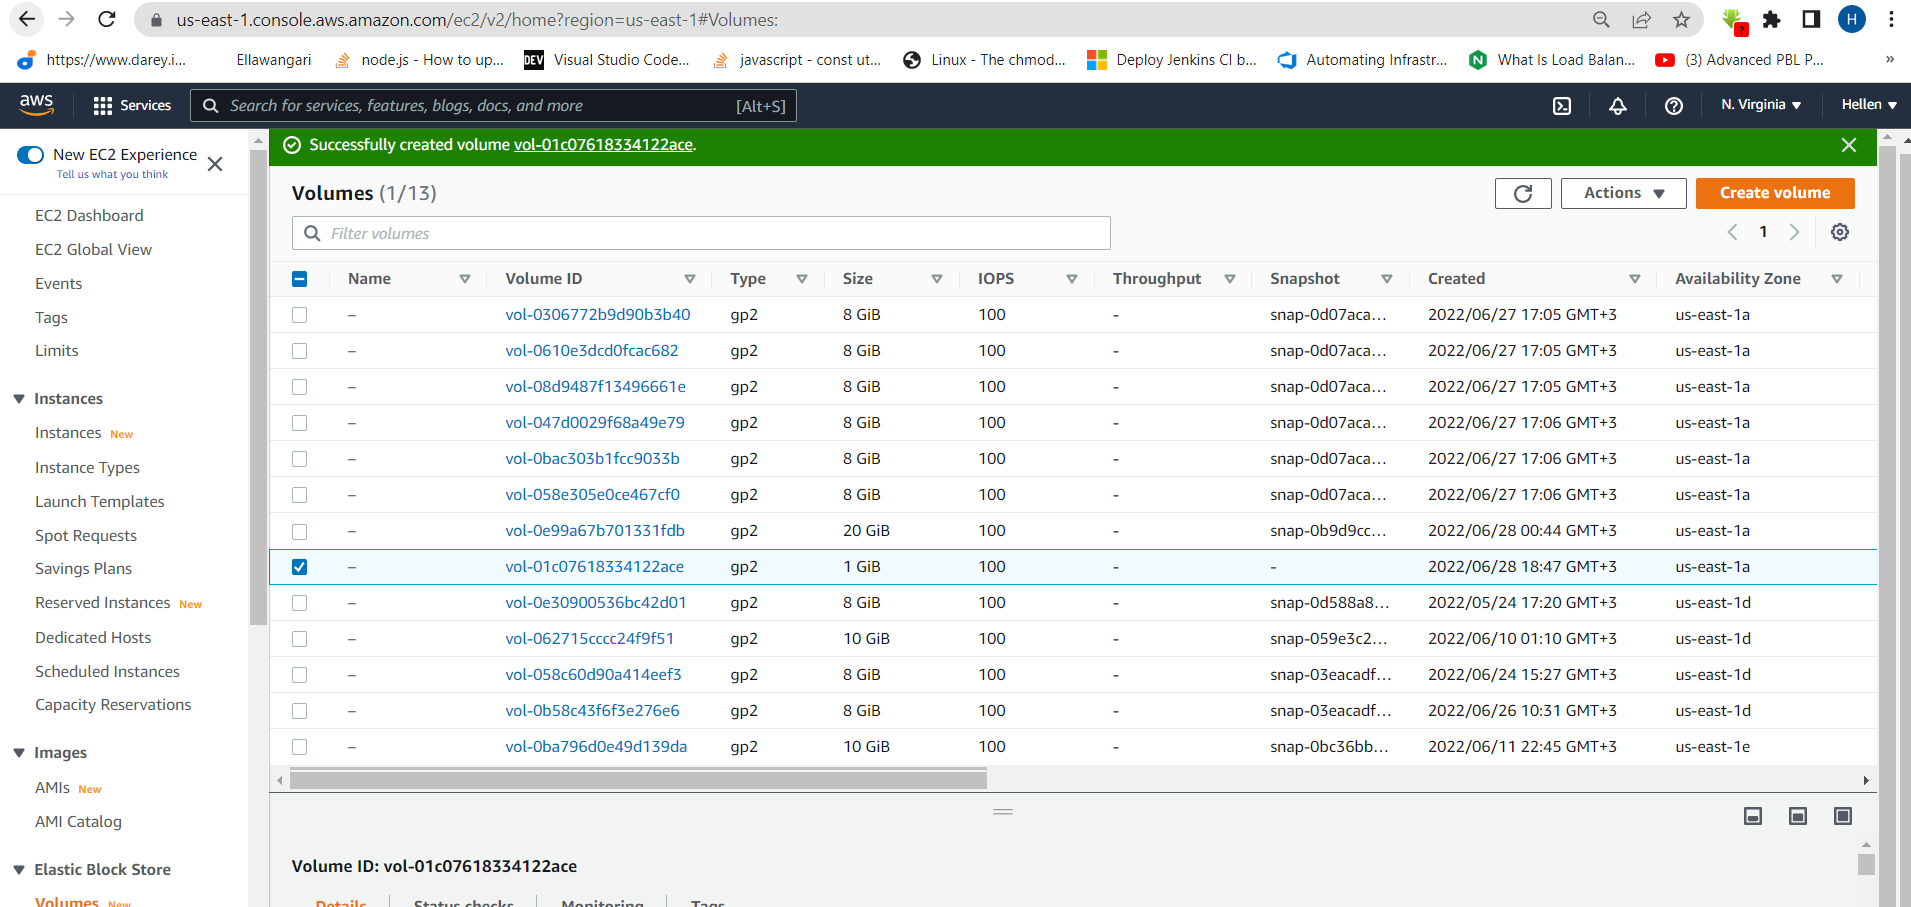 us-east-1.console.aws.amazon.com/ec2/v2/home?region=us-east-1#Volumes:
?
H
https://www.darey.i...
Ellawangari
node.js - How to up...
DEV Visual Studio Code...
javascript - const ut...
Linux - The chmod...
Deploy Jenkins CI b...
Automating Infrastr...
N What Is Load Balan...
(3) Advanced PBL P...
»
aws
Services
Search for services, features, blogs, docs, and more [Alt+S]
N. Virginia
Hellen
New EC2 Experience
Tell us what you think
EC2 Dashboard
EC2 Global View
Events
Tags
Limits
Instances
Instances New
Instance Types
Launch Templates
Spot Requests
Savings Plans
Reserved Instances New
Dedicated Hosts
Scheduled Instances
Capacity Reservations
Images
AMIs New
AMI Catalog
Elastic Block Store
Volumes New
Successfully created volume vol-01c07618334122ace.
Volumes (1/13)
Actions
Create volume
Filter volumes
1
Name Volume ID Type Size IOPS Throughput Snapshot Created Availability Zone
– vol-0306772b9d90b3b40 gp2 8 GiB 100 - snap-0d07aca... 2022/06/27 17:05 GMT+3 us-east-1a
– vol-0610e3dcd0fcac682 gp2 8 GiB 100 - snap-0d07aca... 2022/06/27 17:05 GMT+3 us-east-1a
– vol-08d9487f13496661e gp2 8 GiB 100 - snap-0d07aca... 2022/06/27 17:05 GMT+3 us-east-1a
– vol-047d0029f68a49e79 gp2 8 GiB 100 - snap-0d07aca... 2022/06/27 17:06 GMT+3 us-east-1a
– vol-0bac303b1fcc9033b gp2 8 GiB 100 - snap-0d07aca... 2022/06/27 17:06 GMT+3 us-east-1a
– vol-058e305e0ce467cf0 gp2 8 GiB 100 - snap-0d07aca... 2022/06/27 17:06 GMT+3 us-east-1a
– vol-0e99a67b701331fdb gp2 20 GiB 100 - snap-0b9d9cc... 2022/06/28 00:44 GMT+3 us-east-1a
– vol-01c07618334122ace gp2 1 GiB 100 - - 2022/06/28 18:47 GMT+3 us-east-1a
– vol-0e30900536bc42d01 gp2 8 GiB 100 - snap-0d588a8... 2022/05/24 17:20 GMT+3 us-east-1d
– vol-062715cccc24f9f51 gp2 10 GiB 100 - snap-059e3c2... 2022/06/10 01:10 GMT+3 us-east-1d
– vol-058c60d90a414eef3 gp2 8 GiB 100 - snap-03eacadf... 2022/06/24 15:27 GMT+3 us-east-1d
– vol-0b58c43f6f3e276e6 gp2 8 GiB 100 - snap-03eacadf... 2022/06/26 10:31 GMT+3 us-east-1d
– vol-0ba796d0e49d139da gp2 10 GiB 100 - snap-0bc36bb... 2022/06/11 22:45 GMT+3 us-east-1e
Volume ID: vol-01c07618334122ace
Details Status checks Monitoring Tags